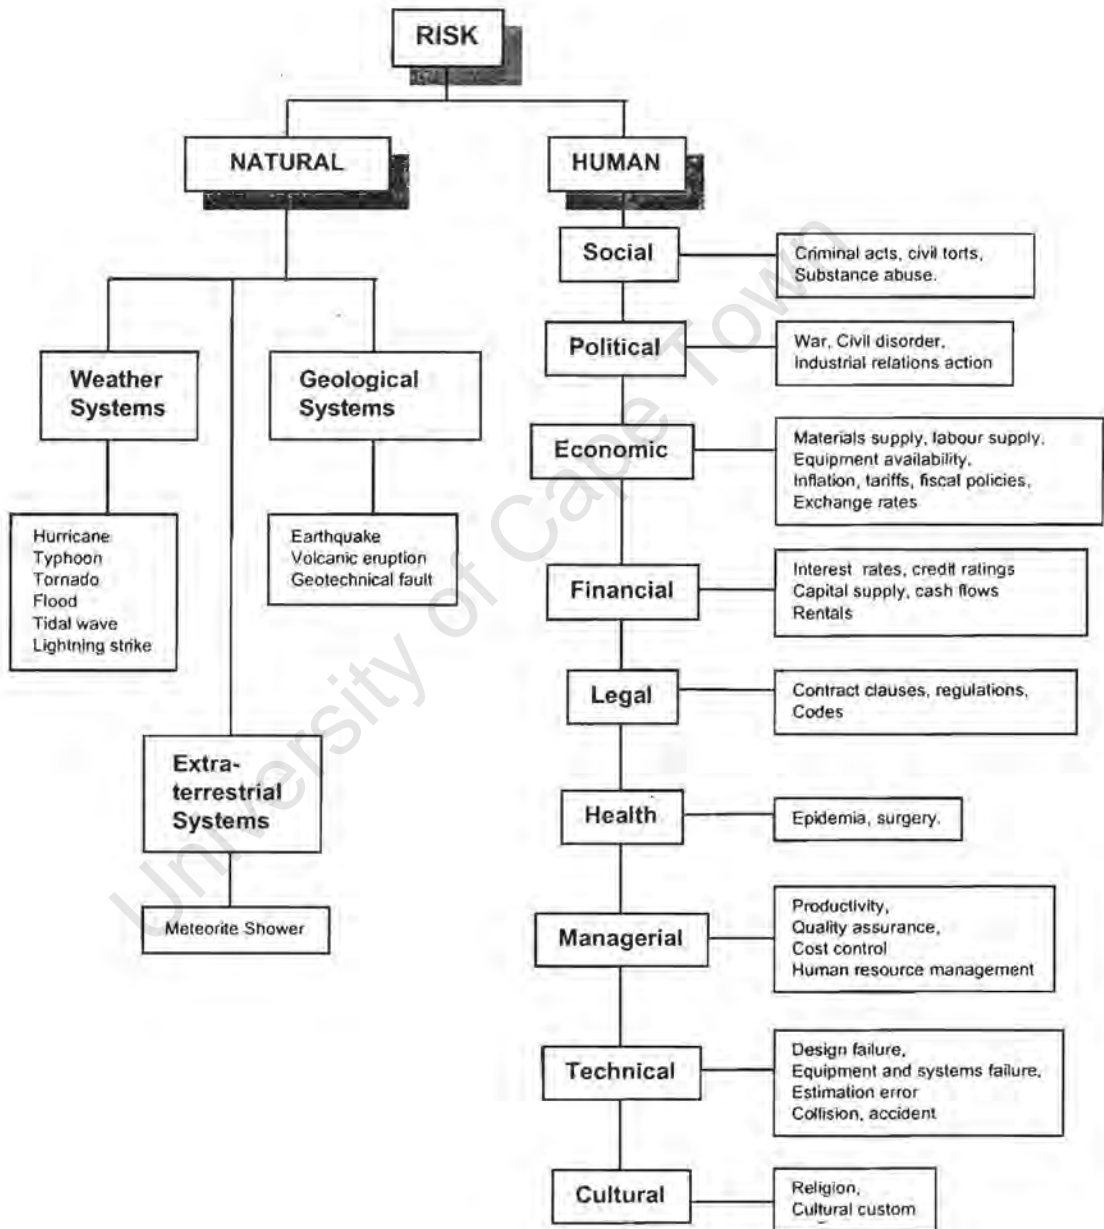 RISK
NATURAL
HUMAN
Weather
Systems
Hurricane
Typhoon
Tornado
Flood
Tidal wave
Lightning strike
Geological
Systems
Earthquake
Volcanic eruption
Geotechnical fault
Extra-
terrestrial
Systems
Meteorite Shower
Social
Criminal acts, civil torts,
Substance abuse.
Political
War, Civil disorder,
Industrial relations action
Economic
Materials supply, labour supply,
Equipment availability,
Inflation, tariffs, fiscal policies,
Exchange rates
Financial
Interest rates, credit ratings
Capital supply, cash flows
Rentals
Legal
Contract clauses, regulations,
Codes
Health
Epidemia, surgery.
Managerial
Productivity,
Quality assurance,
Cost control
Human resource management
Technical
Design failure,
Equipment and systems failure,
Estimation error
Collision, accident
Cultural
Religion,
Cultural custom
University of Cape Town